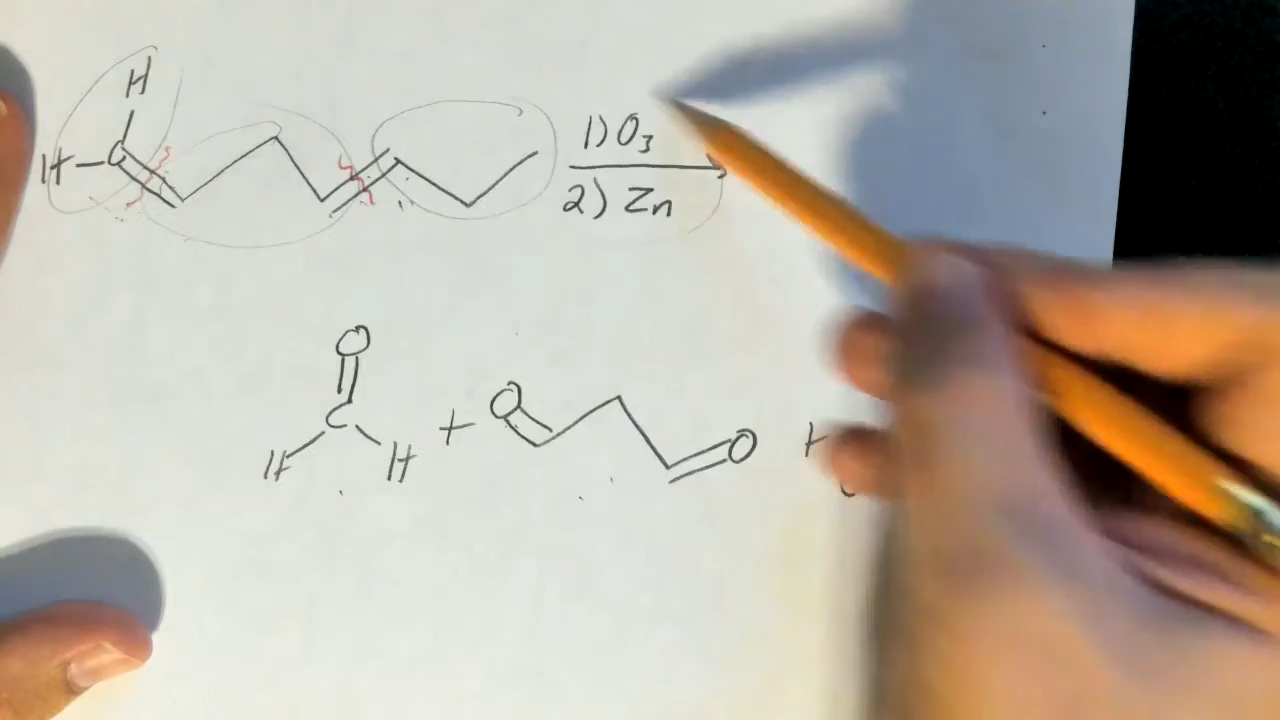 H
H C 1) O3
2) Zn
O
C + O O +
H H